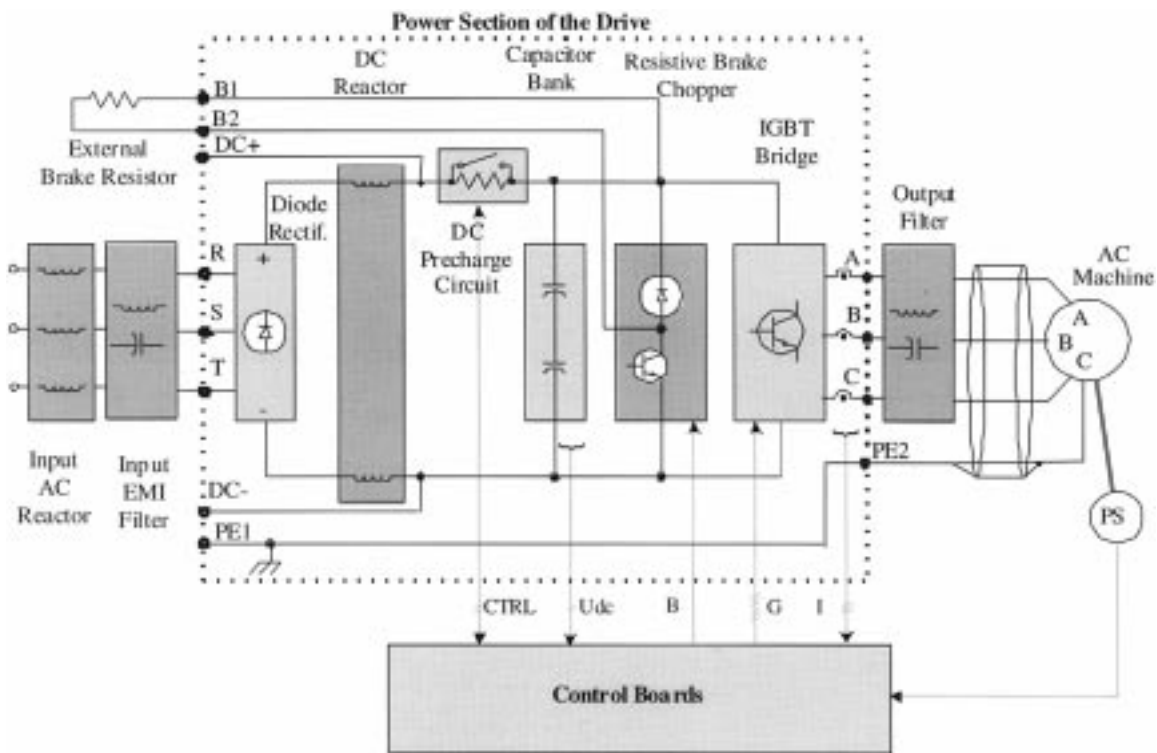 Power Section of the Drive
DC
Reactor
Capacitor
Bank
Resistive Brake
Chopper
B1
B2
DC+
External
Brake Resistor
IGBT
Bridge
Output
Filter
Diode
Rectif.
DC
Precharge
Circuit
AC
Machine
R
S
T
+
-
A
B
C
A
B
C
Input
AC
Reactor
Input
EMI
Filter
DC-
PE1
PE2
PS
CTRL
Udc
B
G
I
Control Boards